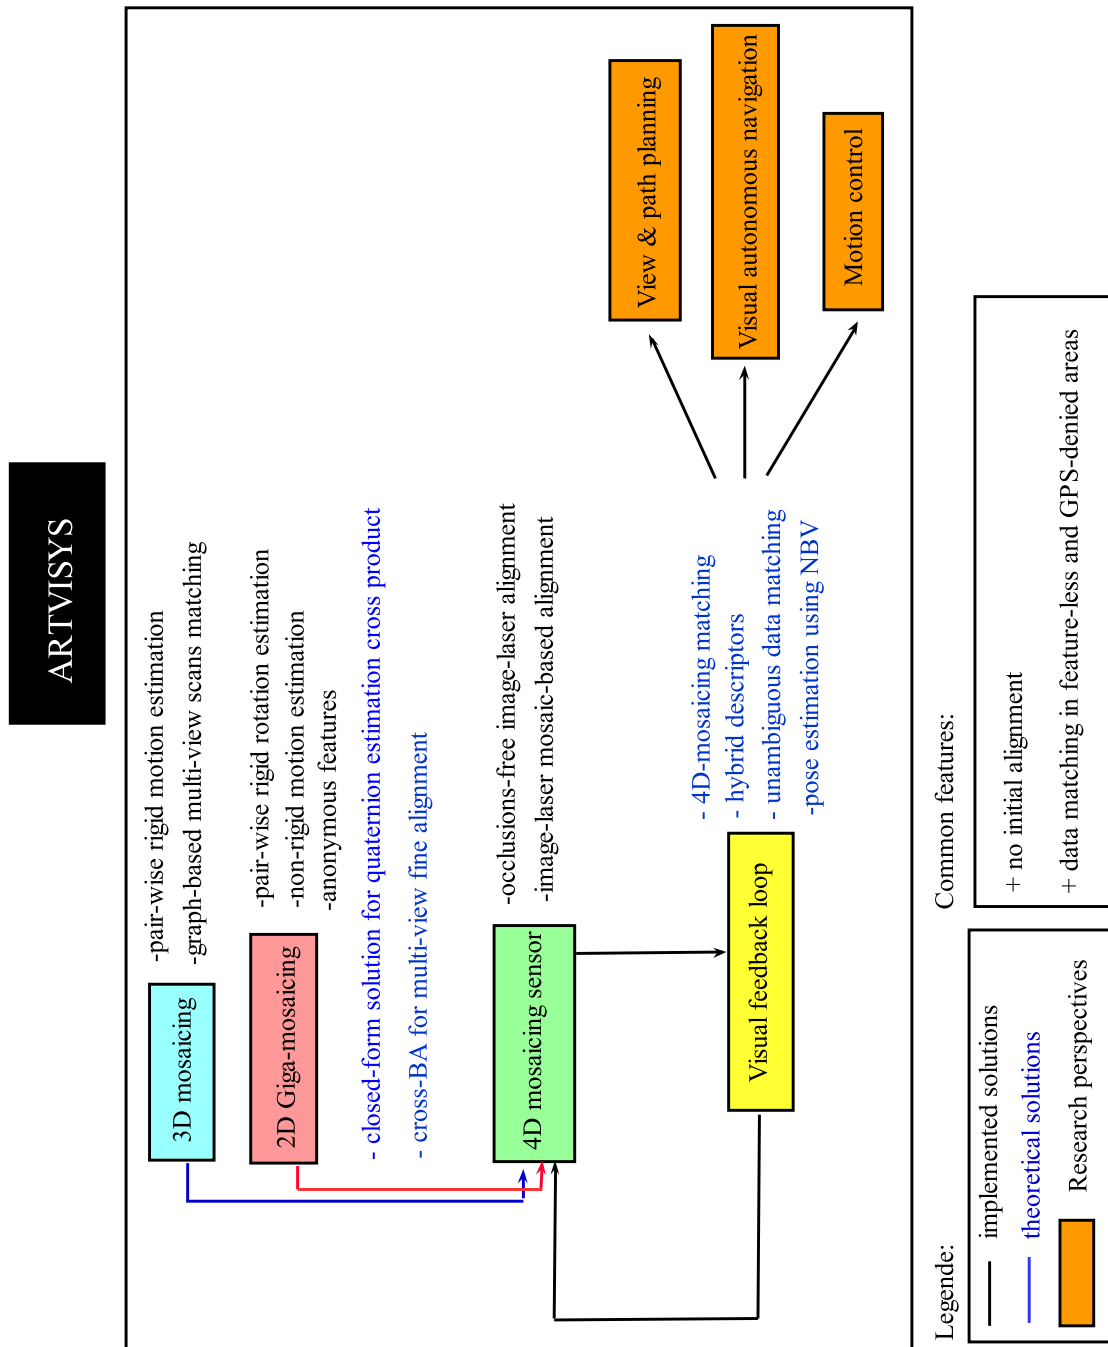 ARTVISYS
3D mosaicing
-pair-wise rigid motion estimation
-graph-based multi-view scans matching
2D Giga-mosaicing
-pair-wise rigid rotation estimation
-non-rigid motion estimation
-anonymous features
- closed-form solution for quaternion estimation cross product
- cross-BA for multi-view fine alignment
4D mosaicing sensor
-occlusions-free image-laser alignment
-image-laser mosaic-based alignment
Visual feedback loop
- 4D-mosaicing matching
- hybrid descriptors
- unambiguous data matching
-pose estimation using NBV
View & path planning
Visual autonomous navigation
Motion control
Legende:
implemented solutions
theoretical solutions
Research perspectives
Common features:
+ no initial alignment
+ data matching in feature-less and GPS-denied areas